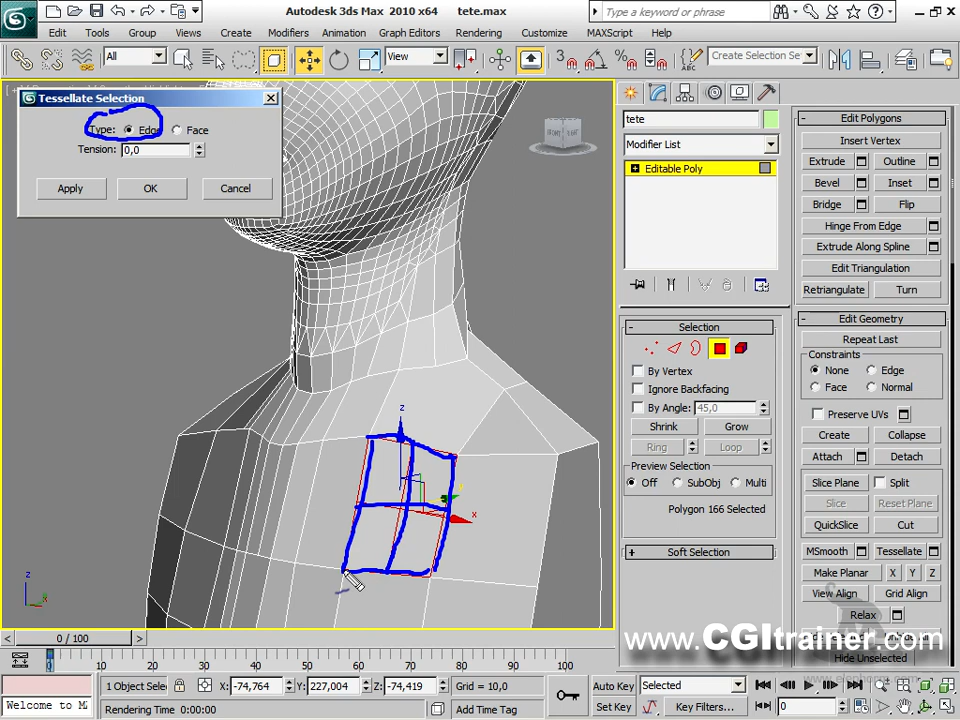 Autodesk 3ds Max 2010 x64 tete.max
Type a keyword or phrase
Edit Tools Group Views Create Modifiers Animation Graph Editors Rendering Customize MAXScript Help
All View Create Selection Se
Tessellate Selection
Type: Edge Face
Tension: 0,0
Apply OK Cancel
z
x
z
x
tete
Modifier List
Editable Poly
Selection
By Vertex
Ignore Backfacing
By Angle: 45,0
Shrink Grow
Ring Loop
Preview Selection
Off SubObj Multi
Polygon 166 Selected
Soft Selection
Edit Polygons
Insert Vertex
Extrude Outline
Bevel Inset
Bridge Flip
Hinge From Edge
Extrude Along Spline
Edit Triangulation
Retriangulate Turn
Edit Geometry
Repeat Last
Constraints
None Edge
Face Normal
Preserve UVs
Create Collapse
Attach Detach
Slice Plane Split
Slice Reset Plane
QuickSlice Cut
MSmooth Tessellate
Make Planar X Y Z
View Align Grid Align
Relax
Hide Unselected
www.CGItrainer.com
0 / 100
0 10 20 30 40 50 60 70 80 90 100
1 Object Sele X: -74,764 Y: 227,004 Z: -74,419 Grid = 10,0
Auto Key Selected
Welcome to M
Rendering Time 0:00:00 Add Time Tag
Set Key Key Filters... 0